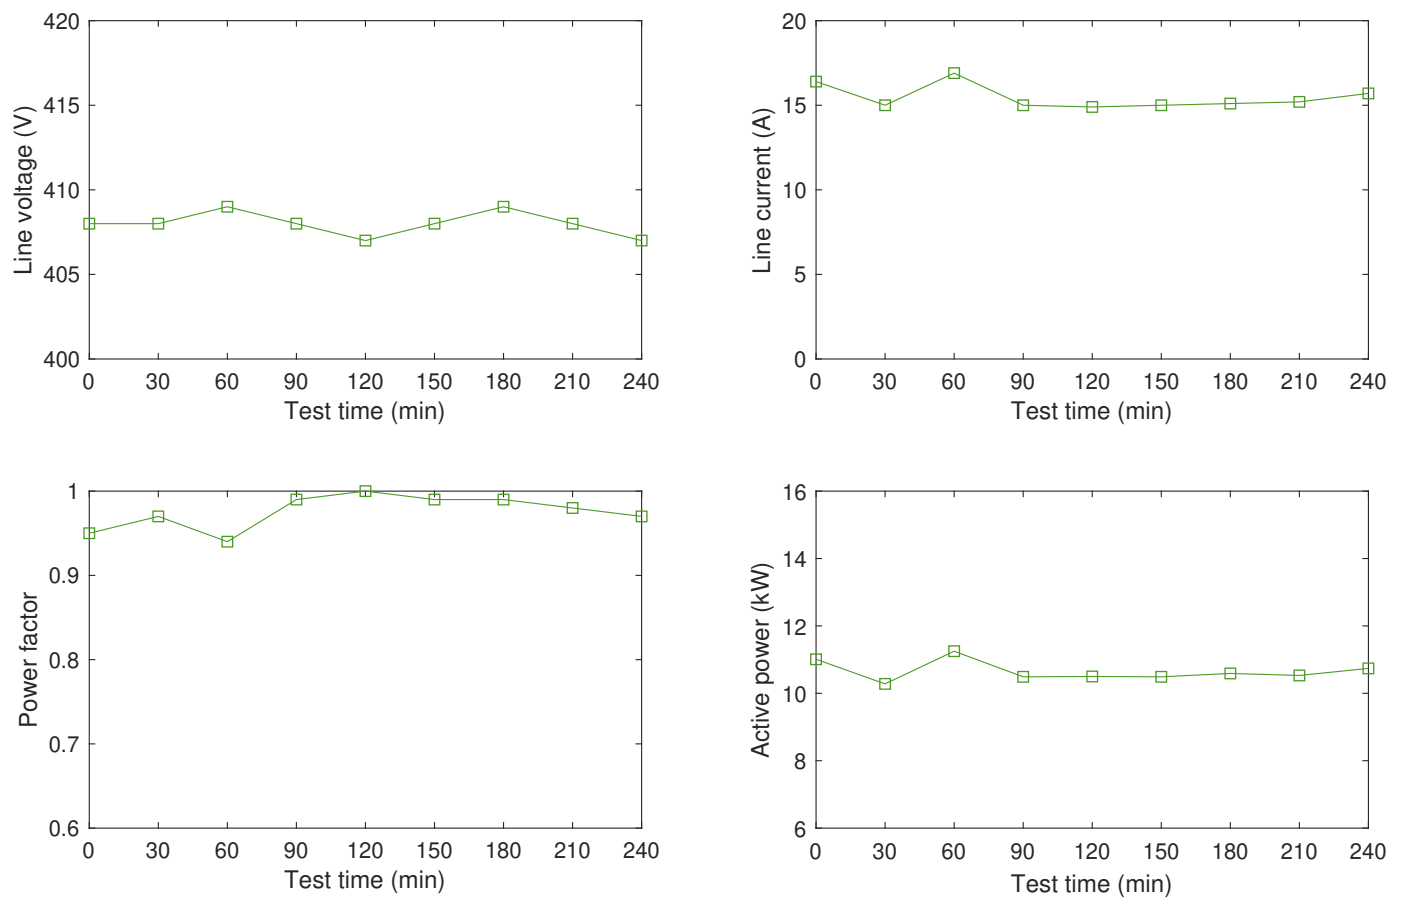 420
415
410
405
400
Line voltage (V)
0 30 60 90 120 150 180 210 240
Test time (min)
20
15
10
5
0
Line current (A)
0 30 60 90 120 150 180 210 240
Test time (min)
1
0.9
0.8
0.7
0.6
Power factor
0 30 60 90 120 150 180 210 240
Test time (min)
16
14
12
10
8
6
Active power (kW)
0 30 60 90 120 150 180 210 240
Test time (min)